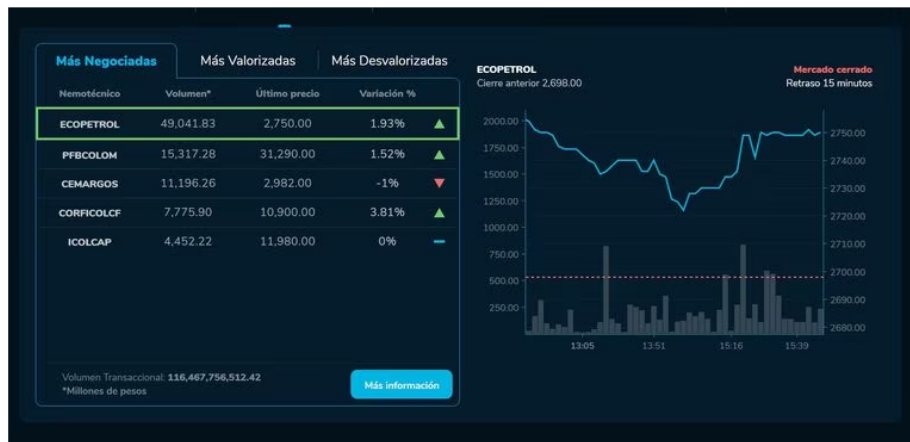 Más Negociadas Más Valorizadas Más Desvalorizadas
Nemotécnico Volumen* Último precio Variación %
ECOPETROL 49,041.83 2,750.00 1.93%
PFBCOLOM 15,317.28 31,290.00 1.52%
CEMARGOS 11,196.26 2,982.00 -1%
CORFICOLCF 7,775.90 10,900.00 3.81%
ICOLCAP 4,452.22 11,980.00 0%
Volumen Transaccional: 116,467,756,512.42
*Millones de pesos
Más información
ECOPETROL Mercado cerrado
Cierre anterior 2,698.00 Retraso 15 minutos
2000.00 2750.00
1750.00 2740.00
1500.00 2730.00
1250.00 2720.00
1000.00 2710.00
750.00 2700.00
500.00 2690.00
250.00 2680.00
13:05 13:51 15:16 15:39